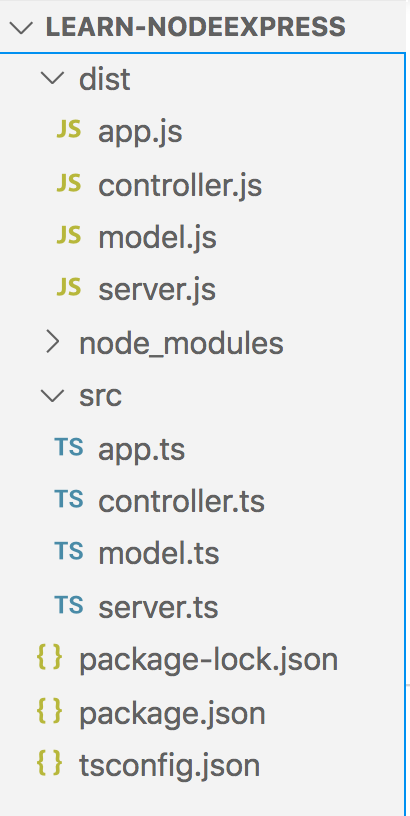 LEARN-NODEEXPRESS
dist
JS app.js
JS controller.js
JS model.js
JS server.js
node_modules
src
TS app.ts
TS controller.ts
TS model.ts
TS server.ts
{} package-lock.json
{} package.json
{} tsconfig.json